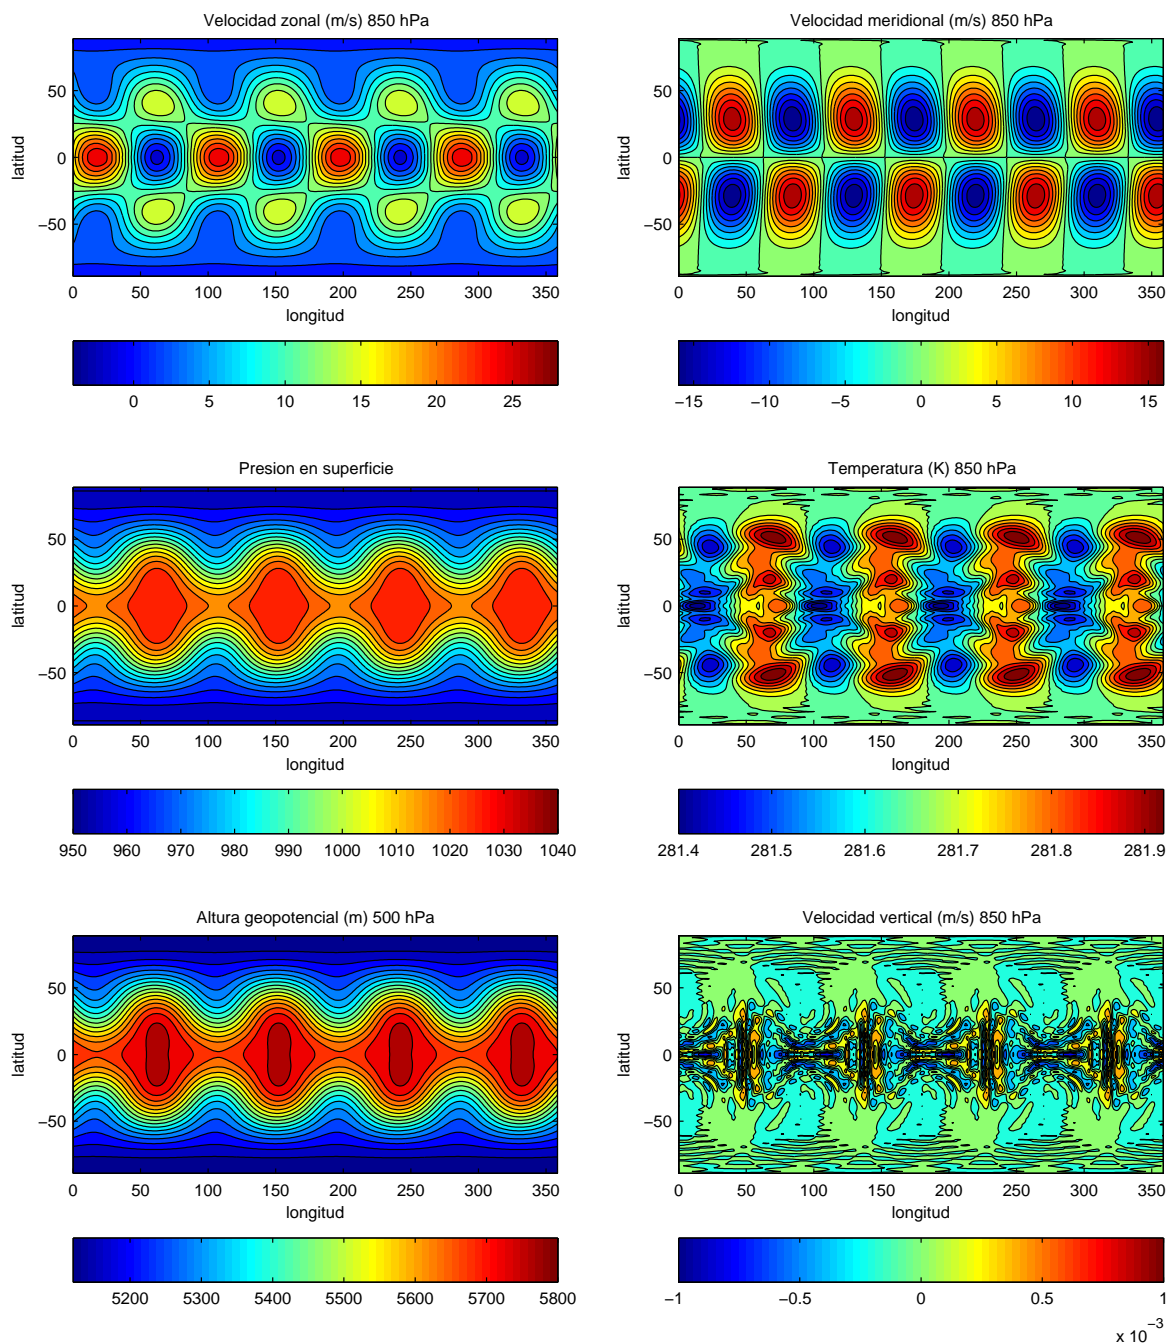 Velocidad zonal (m/s) 850 hPa
latitud
50
0
−50
0 50 100 150 200 250 300 350
longitud
0 5 10 15 20 25
Velocidad meridional (m/s) 850 hPa
latitud
50
0
−50
0 50 100 150 200 250 300 350
longitud
−15 −10 −5 0 5 10 15
Presion en superficie
latitud
50
0
−50
0 50 100 150 200 250 300 350
longitud
950 960 970 980 990 1000 1010 1020 1030 1040
Temperatura (K) 850 hPa
latitud
50
0
−50
0 50 100 150 200 250 300 350
longitud
281.4 281.5 281.6 281.7 281.8 281.9
Altura geopotencial (m) 500 hPa
latitud
50
0
−50
0 50 100 150 200 250 300 350
longitud
5200 5300 5400 5500 5600 5700 5800
Velocidad vertical (m/s) 850 hPa
latitud
50
0
−50
0 50 100 150 200 250 300 350
longitud
−1 −0.5 0 0.5 1
x 10−3